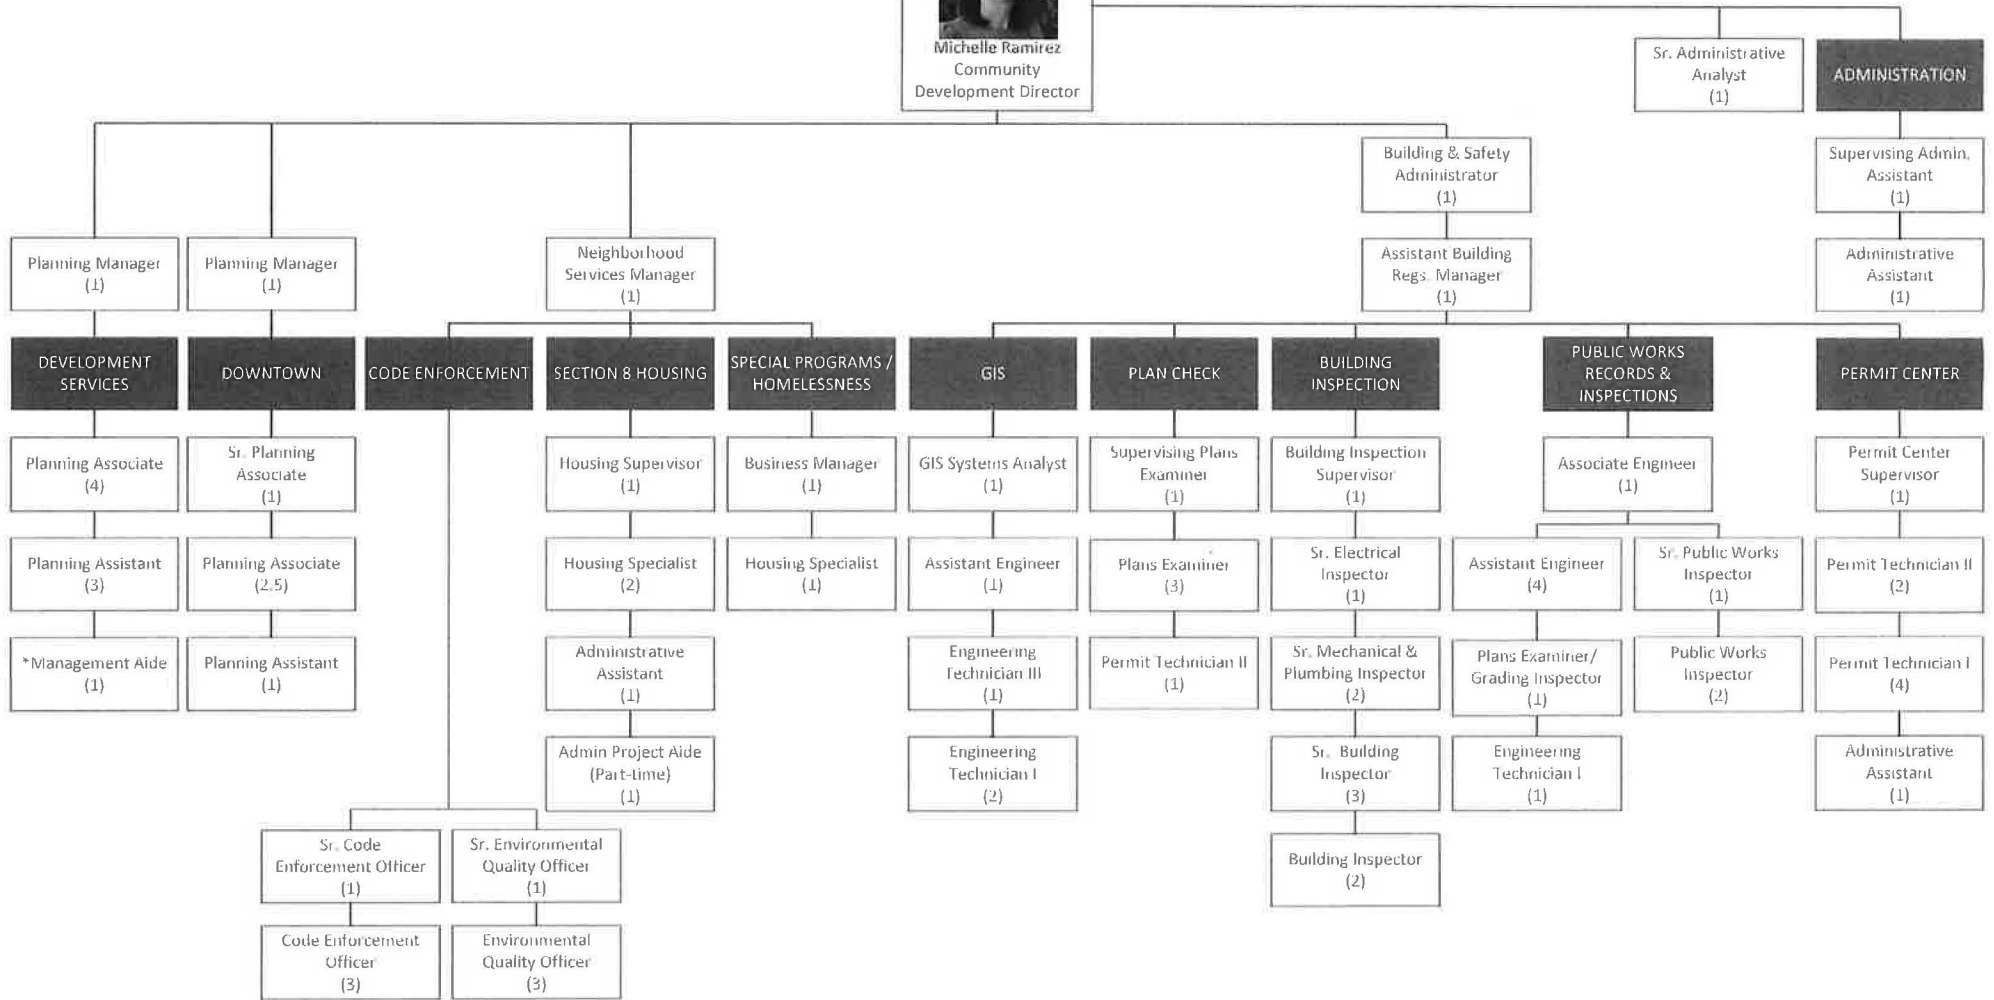 Michelle Ramirez
Community
Development Director
Sr. Administrative
Analyst
(1)
ADMINISTRATION
Supervising Admin.
Assistant
(1)
Administrative
Assistant
(1)
Building & Safety
Administrator
(1)
Assistant Building
Regs. Manager
(1)
Planning Manager
(1)
Planning Manager
(1)
Neighborhood
Services Manager
(1)
DEVELOPMENT
SERVICES
Planning Associate
(4)
Planning Assistant
(3)
*Management Aide
(1)
DOWNTOWN
Sr. Planning
Associate
(1)
Planning Associate
(2.5)
Planning Assistant
(1)
CODE ENFORCEMENT
Sr. Code
Enforcement Officer
(1)
Code Enforcement
Officer
(3)
Sr. Environmental
Quality Officer
(1)
Environmental
Quality Officer
(3)
SECTION 8 HOUSING
Housing Supervisor
(1)
Housing Specialist
(2)
Administrative
Assistant
(1)
Admin Project Aide
(Part-time)
(1)
SPECIAL PROGRAMS /
HOMELESSNESS
Business Manager
(1)
Housing Specialist
(1)
GIS
GIS Systems Analyst
(1)
Assistant Engineer
(1)
Engineering
Technician III
(1)
Engineering
Technician I
(2)
PLAN CHECK
Supervising Plans
Examiner
(1)
Plans Examiner
(3)
Permit Technician II
(1)
BUILDING
INSPECTION
Building Inspection
Supervisor
(1)
Sr. Electrical
Inspector
(1)
Sr. Mechanical &
Plumbing Inspector
(2)
Sr. Building
Inspector
(3)
Building Inspector
(2)
PUBLIC WORKS
RECORDS &
INSPECTIONS
Associate Engineer
(1)
Assistant Engineer
(4)
Plans Examiner/
Grading Inspector
(1)
Engineering
Technician I
(1)
Sr. Public Works
Inspector
(1)
Public Works
Inspector
(2)
PERMIT CENTER
Permit Center
Supervisor
(1)
Permit Technician II
(2)
Permit Technician I
(4)
Administrative
Assistant
(1)